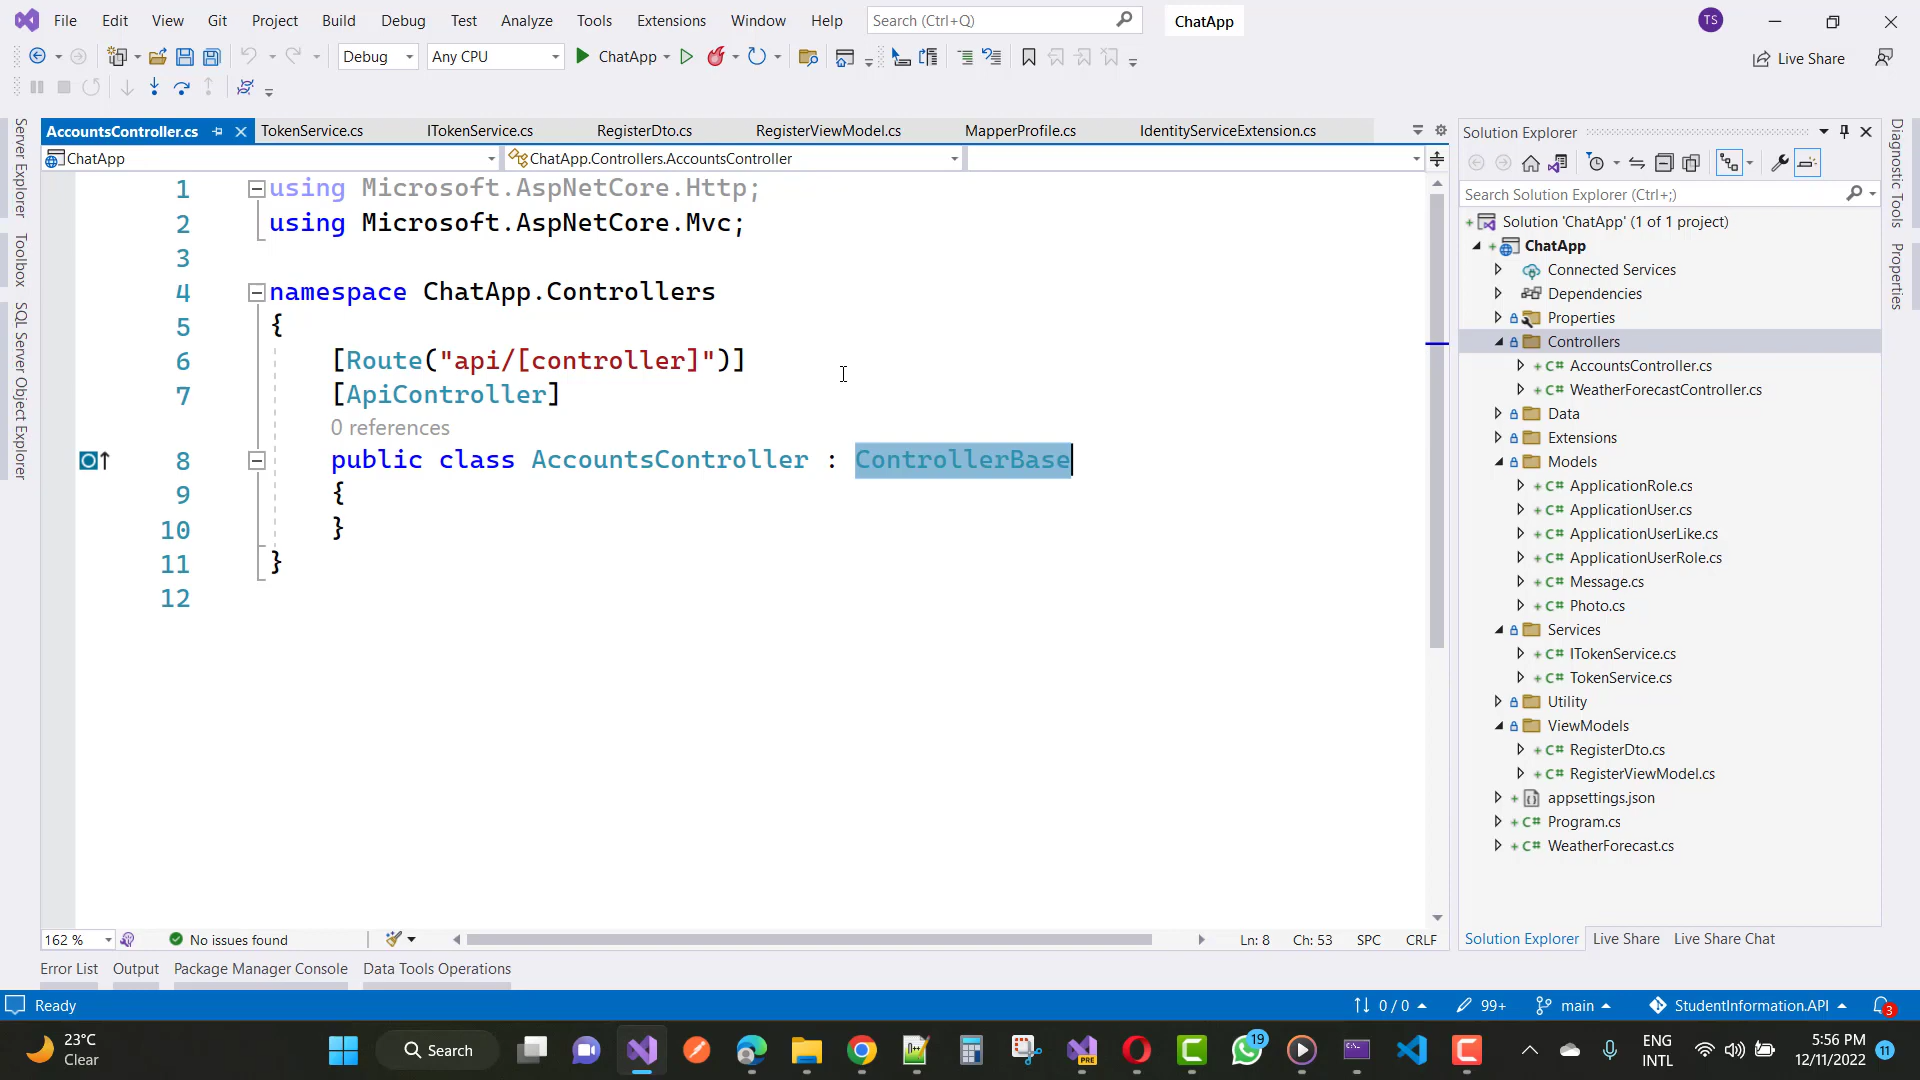 File Edit View Git Project Build Debug Test Analyze Tools Extensions Window Help Search (Ctrl+Q) ChatApp TS
Debug Any CPU ChatApp Live Share
AccountsController.cs TokenService.cs ITokenService.cs RegisterDto.cs RegisterViewModel.cs MapperProfile.cs IdentityServiceExtension.cs
ChatApp ChatApp.Controllers.AccountsController
Server Explorer
Toolbox
SQL Server Object Explorer
1 using Microsoft.AspNetCore.Http;
2 using Microsoft.AspNetCore.Mvc;
3
4 namespace ChatApp.Controllers
5 {
6 [Route("api/[controller]")]
7 [ApiController]
0 references
8 public class AccountsController : ControllerBase
9 {
10 }
11 }
12
162 % No issues found Ln: 8 Ch: 53 SPC CRLF
Solution Explorer
Search Solution Explorer (Ctrl+;)
Solution 'ChatApp' (1 of 1 project)
ChatApp
Connected Services
Dependencies
Properties
Controllers
C# AccountsController.cs
C# WeatherForecastController.cs
Data
Extensions
Models
C# ApplicationRole.cs
C# ApplicationUser.cs
C# ApplicationUserLike.cs
C# ApplicationUserRole.cs
C# Message.cs
C# Photo.cs
Services
C# ITokenService.cs
C# TokenService.cs
Utility
ViewModels
C# RegisterDto.cs
C# RegisterViewModel.cs
appsettings.json
C# Program.cs
C# WeatherForecast.cs
Solution Explorer Live Share Live Share Chat
Diagnostic Tools
Properties
Error List Output Package Manager Console Data Tools Operations
Ready 0 / 0 99+ main StudentInformation.API 3
23°C
Clear
Search
PRE
19
ENG
INTL
5:56 PM
12/11/2022
11